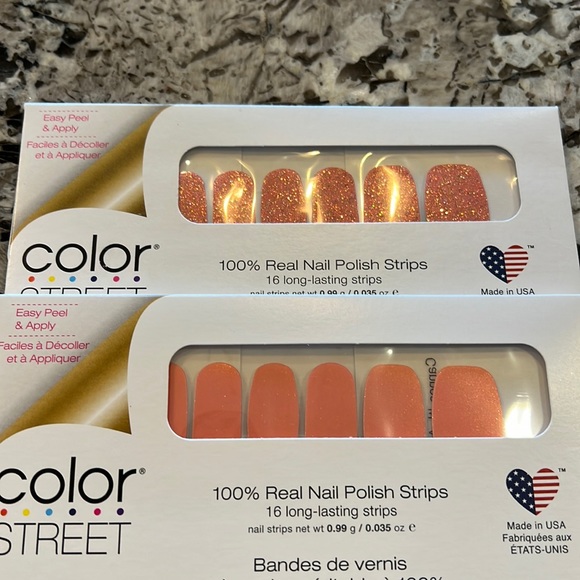 Easy Peel
& Apply
Faciles à Décoller
et à Appliquer
color®
STREET
100% Real Nail Polish Strips
16 long-lasting strips
nail strips net wt 0.99 g / 0.035 oz ℮
™
Made in USA
Easy Peel
& Apply
Faciles à Décoller
et à Appliquer
color®
STREET
100% Real Nail Polish Strips
16 long-lasting strips
nail strips net wt 0.99 g / 0.035 oz ℮
™
Made in USA
Fabriquées aux
ÉTATS-UNIS
Bandes de vernis